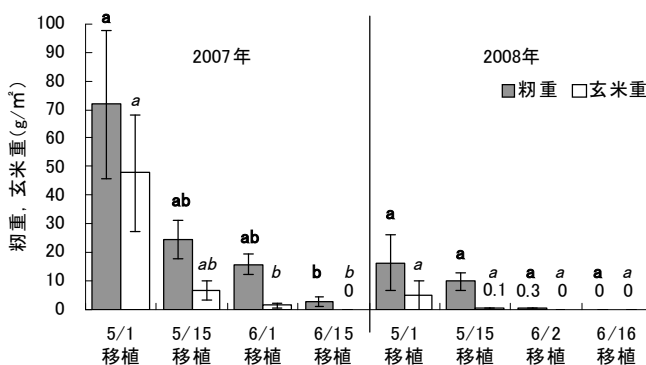 籾重，玄米重(g/㎡)
100
90
80
70
60
50
40
30
20
10
0
2007年
2008年
籾重 玄米重
a a
ab ab
ab b
b b
0
a a
a a
0.1
a a
0.3 0
a a
0 0
5/1 5/15 6/1 6/15 5/1 5/15 6/2 6/16
移植 移植 移植 移植 移植 移植 移植 移植